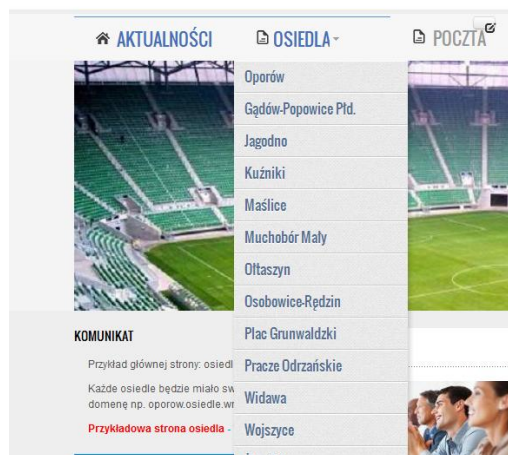 AKTUALNOŚCI OSIEDLA POCZTA
Oporów
Gądów-Popowice Płd.
Jagodno
Kuźniki
Maślice
Muchobór Mały
Ołtaszyn
Osobowice-Rędzin
Plac Grunwaldzki
Pracze Odrzańskie
Widawa
Wojszyce
KOMUNIKAT
Przykład głównej strony: osiedl
Każde osiedle będzie miało sw
domenę np. oporow.osiedle.wr
Przykładowa strona osiedla -